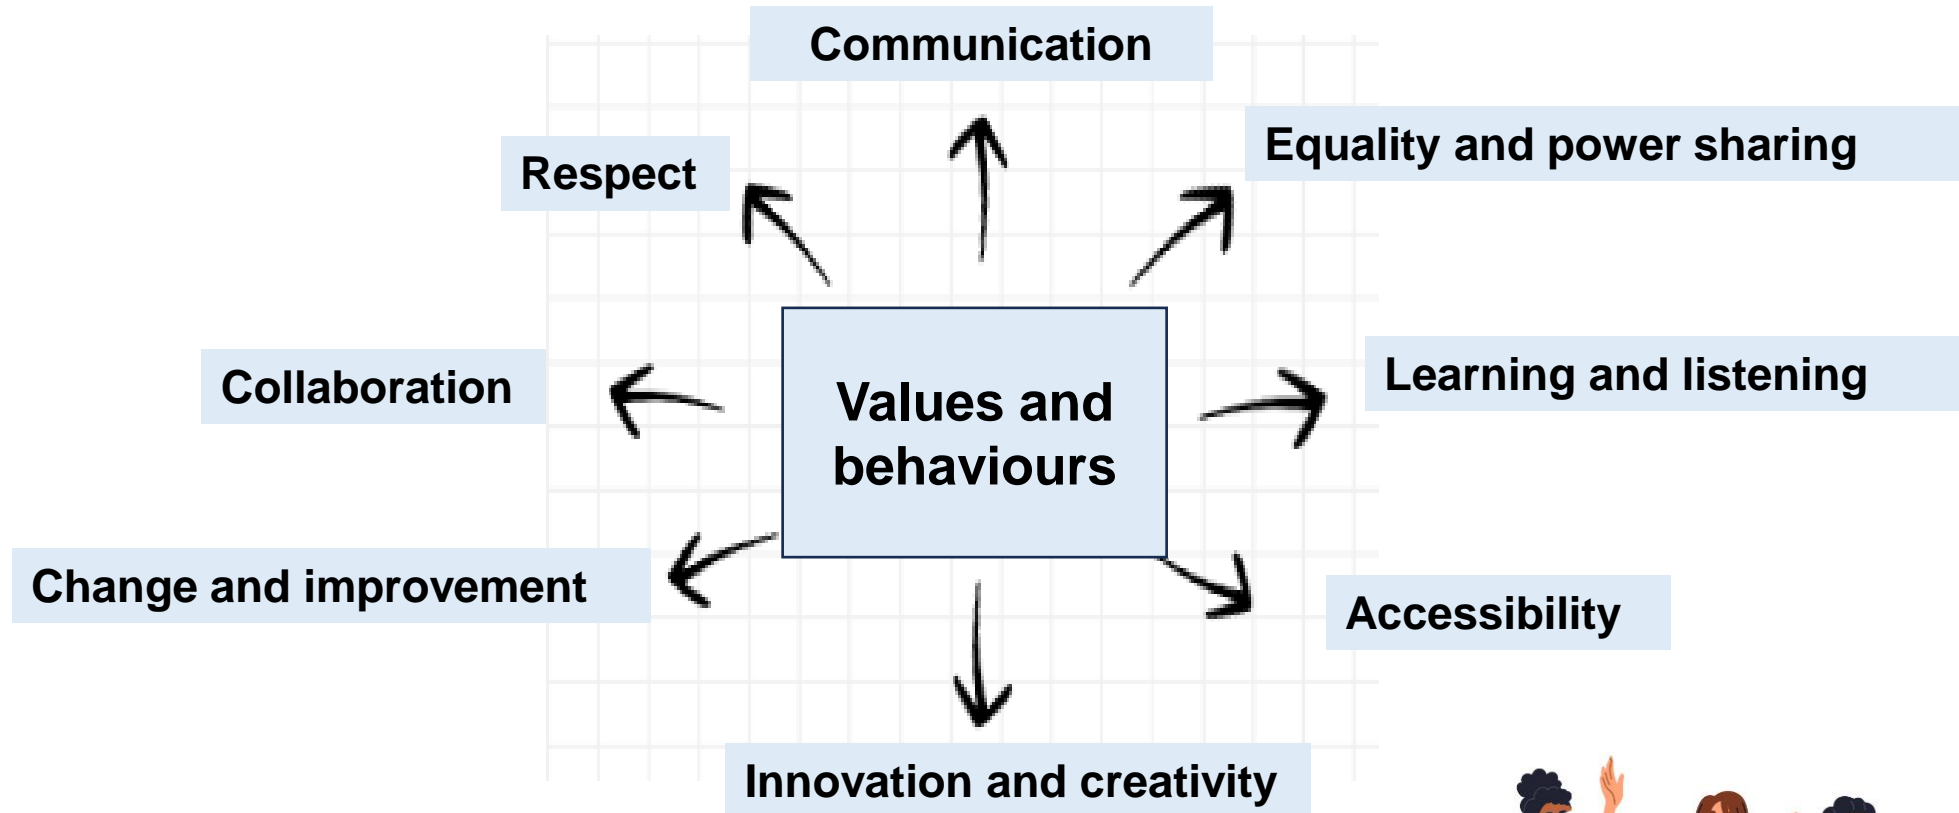 Communication
Equality and power sharing
Respect
Learning and listening
Collaboration
Values and
behaviours
Change and improvement
Accessibility
Innovation and creativity